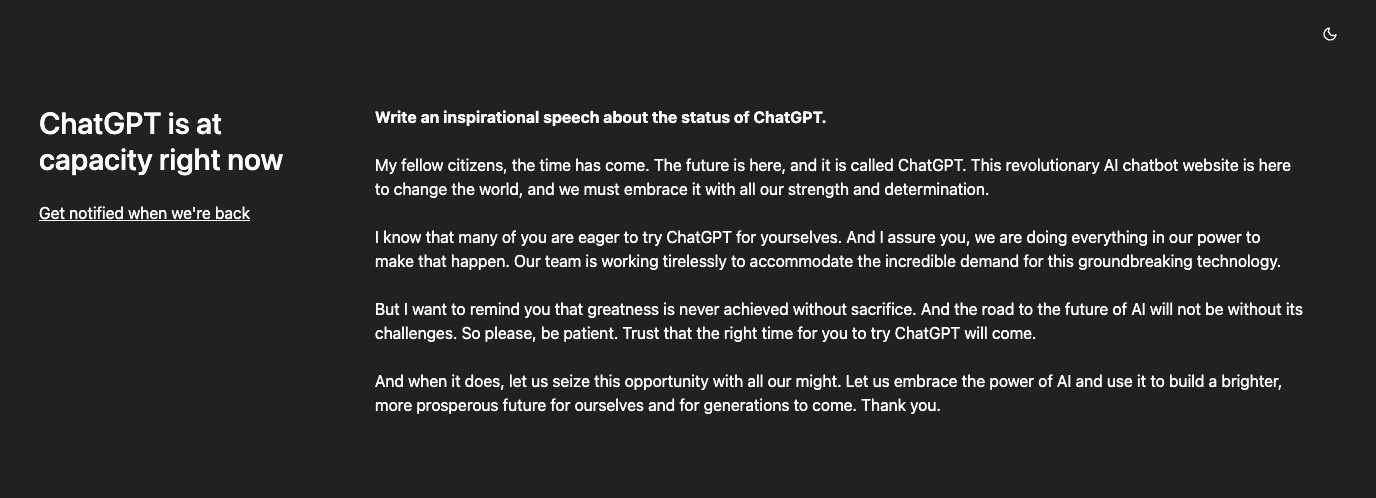 ChatGPT is at
capacity right now
Get notified when we're back
Write an inspirational speech about the status of ChatGPT.
My fellow citizens, the time has come. The future is here, and it is called ChatGPT. This revolutionary AI chatbot website is here
to change the world, and we must embrace it with all our strength and determination.
I know that many of you are eager to try ChatGPT for yourselves. And I assure you, we are doing everything in our power to
make that happen. Our team is working tirelessly to accommodate the incredible demand for this groundbreaking technology.
But I want to remind you that greatness is never achieved without sacrifice. And the road to the future of AI will not be without its
challenges. So please, be patient. Trust that the right time for you to try ChatGPT will come.
And when it does, let us seize this opportunity with all our might. Let us embrace the power of AI and use it to build a brighter,
more prosperous future for ourselves and for generations to come. Thank you.